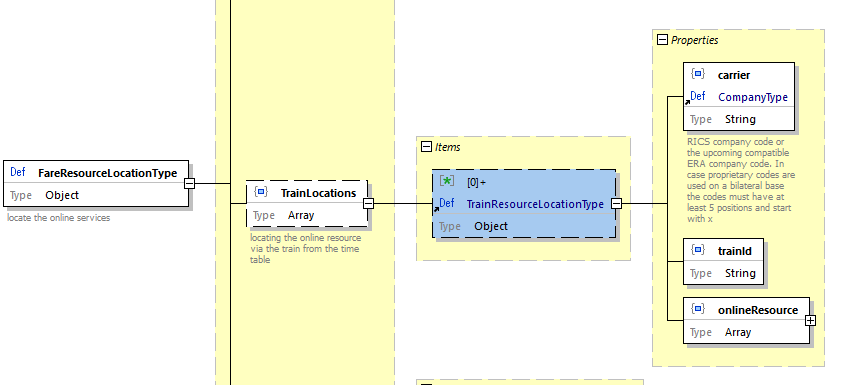 Def FareResourceLocationType
Type Object
locate the online services
TrainLocations
Type Array
locating the online resource
via the train from the time
table
Items
[0]+
Def TrainResourceLocationType
Type Object
Properties
carrier
Def CompanyType
Type String
RICS company code or
the upcoming compatible
ERA company code. In
case proprietary codes are
used on a bilateral base
the codes must have at
least 5 positions and start
with x
trainId
Type String
onlineResource
Type Array